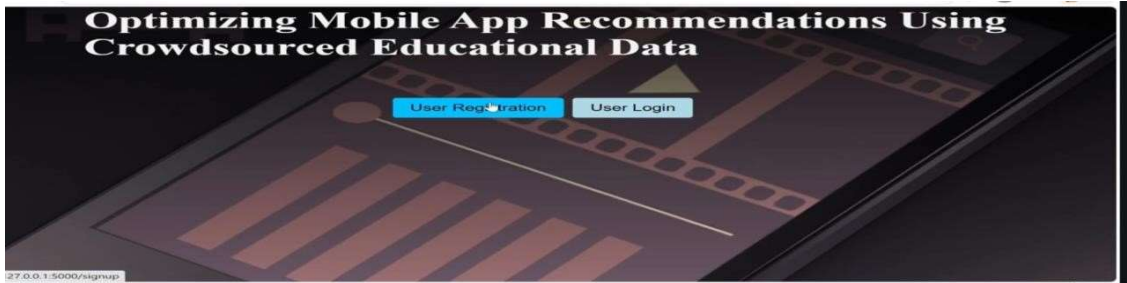 Optimizing Mobile App Recommendations Using
Crowdsourced Educational Data
User Registration User Login
27.0.0.1:5000/signup